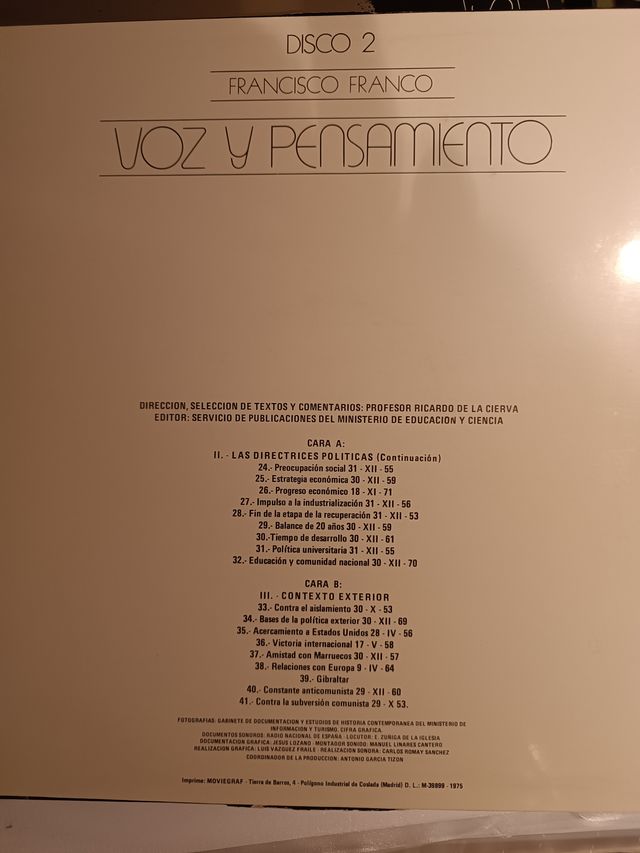 DISCO 2
FRANCISCO FRANCO
VOZ Y PENSAMIENTO
DIRECCION, SELECCION DE TEXTOS Y COMENTARIOS: PROFESOR RICARDO DE LA CIERVA
EDITOR: SERVICIO DE PUBLICACIONES DEL MINISTERIO DE EDUCACION Y CIENCIA
CARA A:
II. - LAS DIRECTRICES POLITICAS (Continuación)
24.- Preocupación social 31 - XII - 55
25.- Estrategia económica 30 - XII - 59
26.- Progreso económico 18 - XI - 71
27.- Impulso a la industrialización 31 - XII - 56
28.- Fin de la etapa de la recuperación 31 - XII - 53
29.- Balance de 20 años 30 - XII - 59
30.-Tiempo de desarrollo 30 - XII - 61
31.- Política universitaria 31 - XII - 55
32.- Educación y comunidad nacional 30 - XII - 70
CARA B:
III. - CONTEXTO EXTERIOR
33.- Contra el aislamiento 30 - X - 53
34.- Bases de la política exterior 30 - XII - 69
35.- Acercamiento a Estados Unidos 28 - IV - 56
36.- Victoria internacional 17 - V - 58
37.- Amistad con Marruecos 30 - XII - 57
38.- Relaciones con Europa 9 - IV - 64
39.- Gibraltar
40.- Constante anticomunista 29 - XII - 60
41.- Contra la subversión comunista 29 - X 53.
FOTOGRAFIAS: GABINETE DE DOCUMENTACION Y ESTUDIOS DE HISTORIA CONTEMPORANEA DEL MINISTERIO DE
INFORMACION Y TURISMO. CIFRA GRAFICA.
DOCUMENTOS SONOROS: RADIO NACIONAL DE ESPAÑA - LOCUTOR: E. ZUÑIGA DE LA IGLESIA
DOCUMENTACION GRAFICA: JESUS LOZANO - MONTADOR SONIDO: MANUEL LINARES CANTERO
REALIZACION GRAFICA: LUIS VAZQUEZ FRAILE - REALIZACION SONORA: CARLOS ROMAY SANCHEZ
COORDINADOR DE LA PRODUCCION: ANTONIO GARCIA TIZON
Imprime: MOVIEGRAF - Tierra de Barros, 4 - Polígono Industrial de Coslada (Madrid) D. L.: M-39899 - 1975